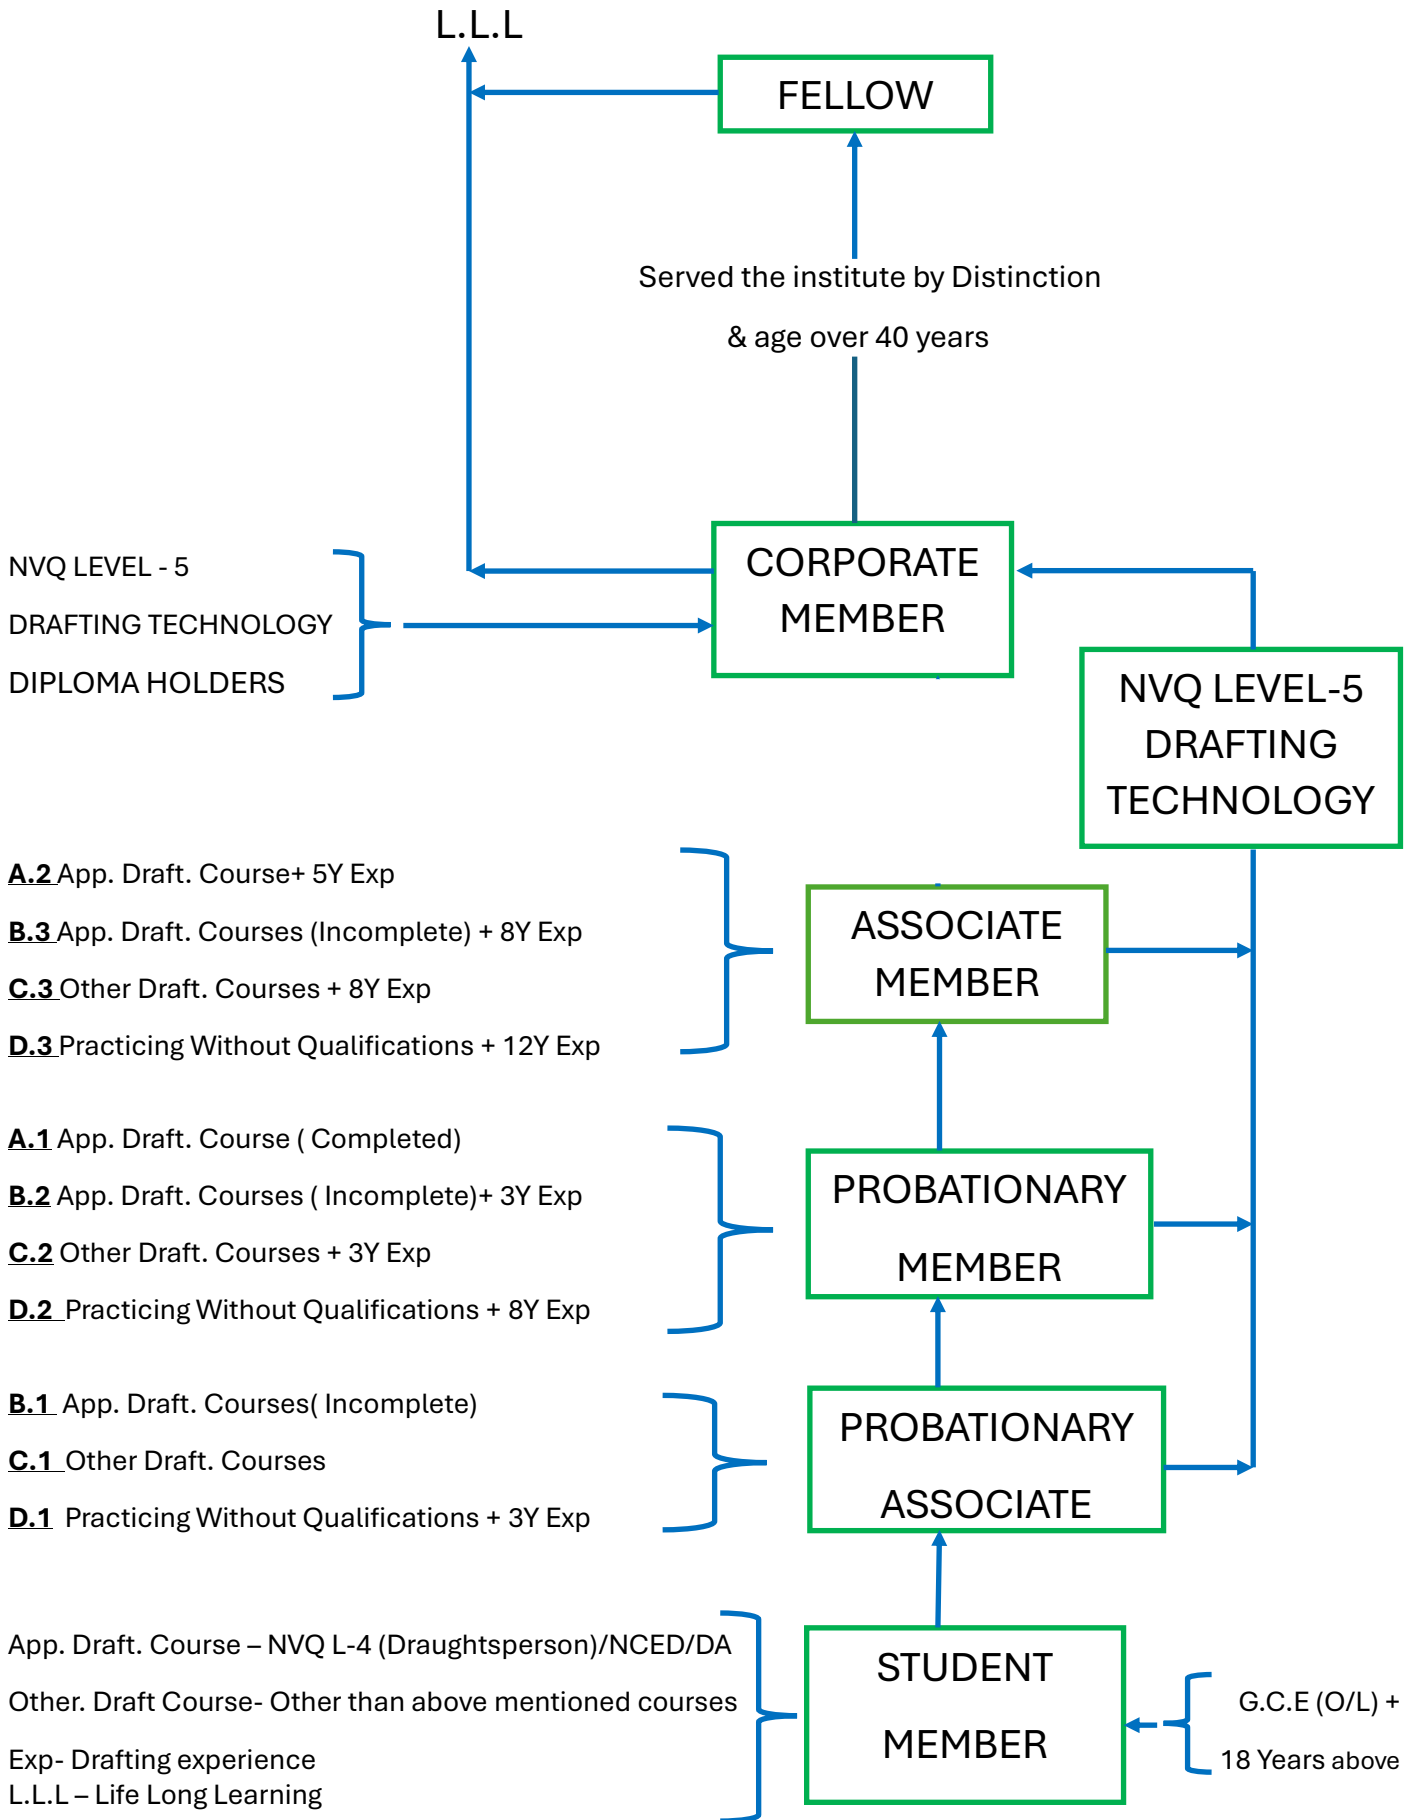 L.L.L
FELLOW
Served the institute by Distinction
& age over 40 years
CORPORATE
MEMBER
NVQ LEVEL - 5
DRAFTING TECHNOLOGY
DIPLOMA HOLDERS
NVQ LEVEL-5
DRAFTING
TECHNOLOGY
A.2 App. Draft. Course+ 5Y Exp
B.3 App. Draft. Courses (Incomplete) + 8Y Exp
C.3 Other Draft. Courses + 8Y Exp
D.3 Practicing Without Qualifications + 12Y Exp
ASSOCIATE
MEMBER
A.1 App. Draft. Course ( Completed)
B.2 App. Draft. Courses ( Incomplete)+ 3Y Exp
C.2 Other Draft. Courses + 3Y Exp
D.2 Practicing Without Qualifications + 8Y Exp
PROBATIONARY
MEMBER
B.1 App. Draft. Courses( Incomplete)
C.1 Other Draft. Courses
D.1 Practicing Without Qualifications + 3Y Exp
PROBATIONARY
ASSOCIATE
App. Draft. Course – NVQ L-4 (Draughtsperson)/NCED/DA
Other. Draft Course- Other than above mentioned courses
Exp- Drafting experience
L.L.L – Life Long Learning
STUDENT
MEMBER
G.C.E (O/L) +
18 Years above